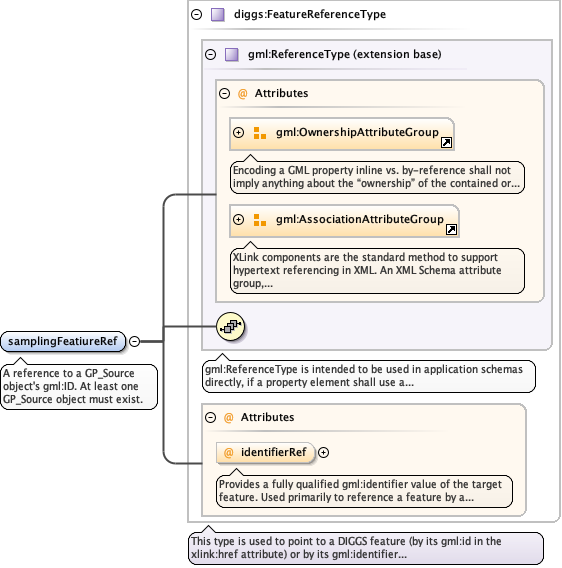 diggs:FeatureReferenceType
gml:ReferenceType (extension base)
@ Attributes
gml:OwnershipAttributeGroup
Encoding a GML property inline vs. by-reference shall not
imply anything about the “ownership” of the contained or...
gml:AssociationAttributeGroup
XLink components are the standard method to support
hypertext referencing in XML. An XML Schema attribute
group,...
samplingFeatureRef
A reference to a GP_Source
object's gml:ID. At least one
GP_Source object must exist.
gml:ReferenceType is intended to be used in application schemas
directly, if a property element shall use a...
@ Attributes
@ identifierRef
Provides a fully qualified gml:identifier value of the target
feature. Used primarily to reference a feature by a...
This type is used to point to a DIGGS feature (by its gml:id in the
xlink:href attribute) or by its gml:identifier...